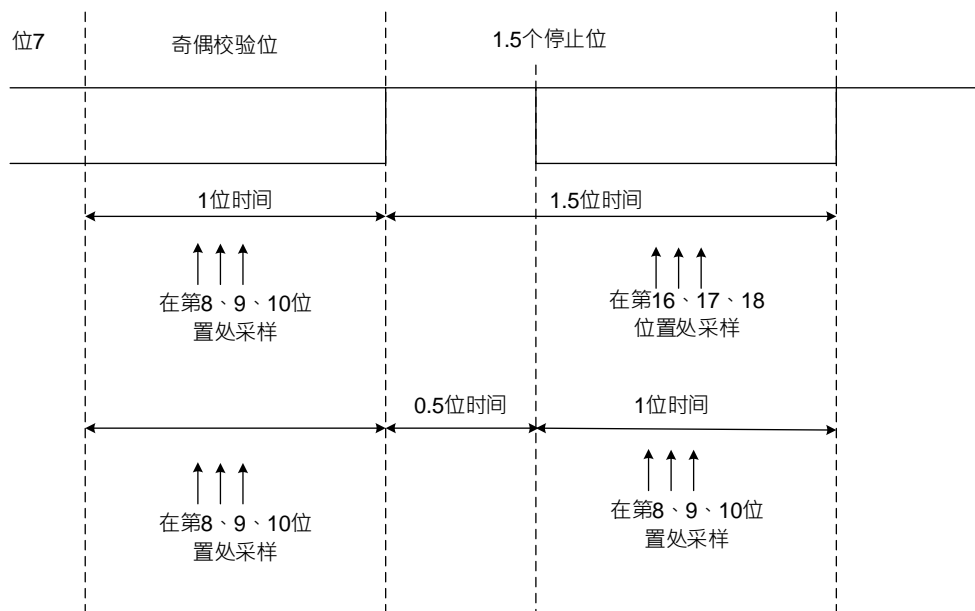 位7
奇偶校验位
1.5个停止位
1位时间
1.5位时间
在第8、9、10位
置处采样
在第16、17、18
位置处采样
0.5位时间
1位时间
在第8、9、10位
置处采样
在第8、9、10位
置处采样